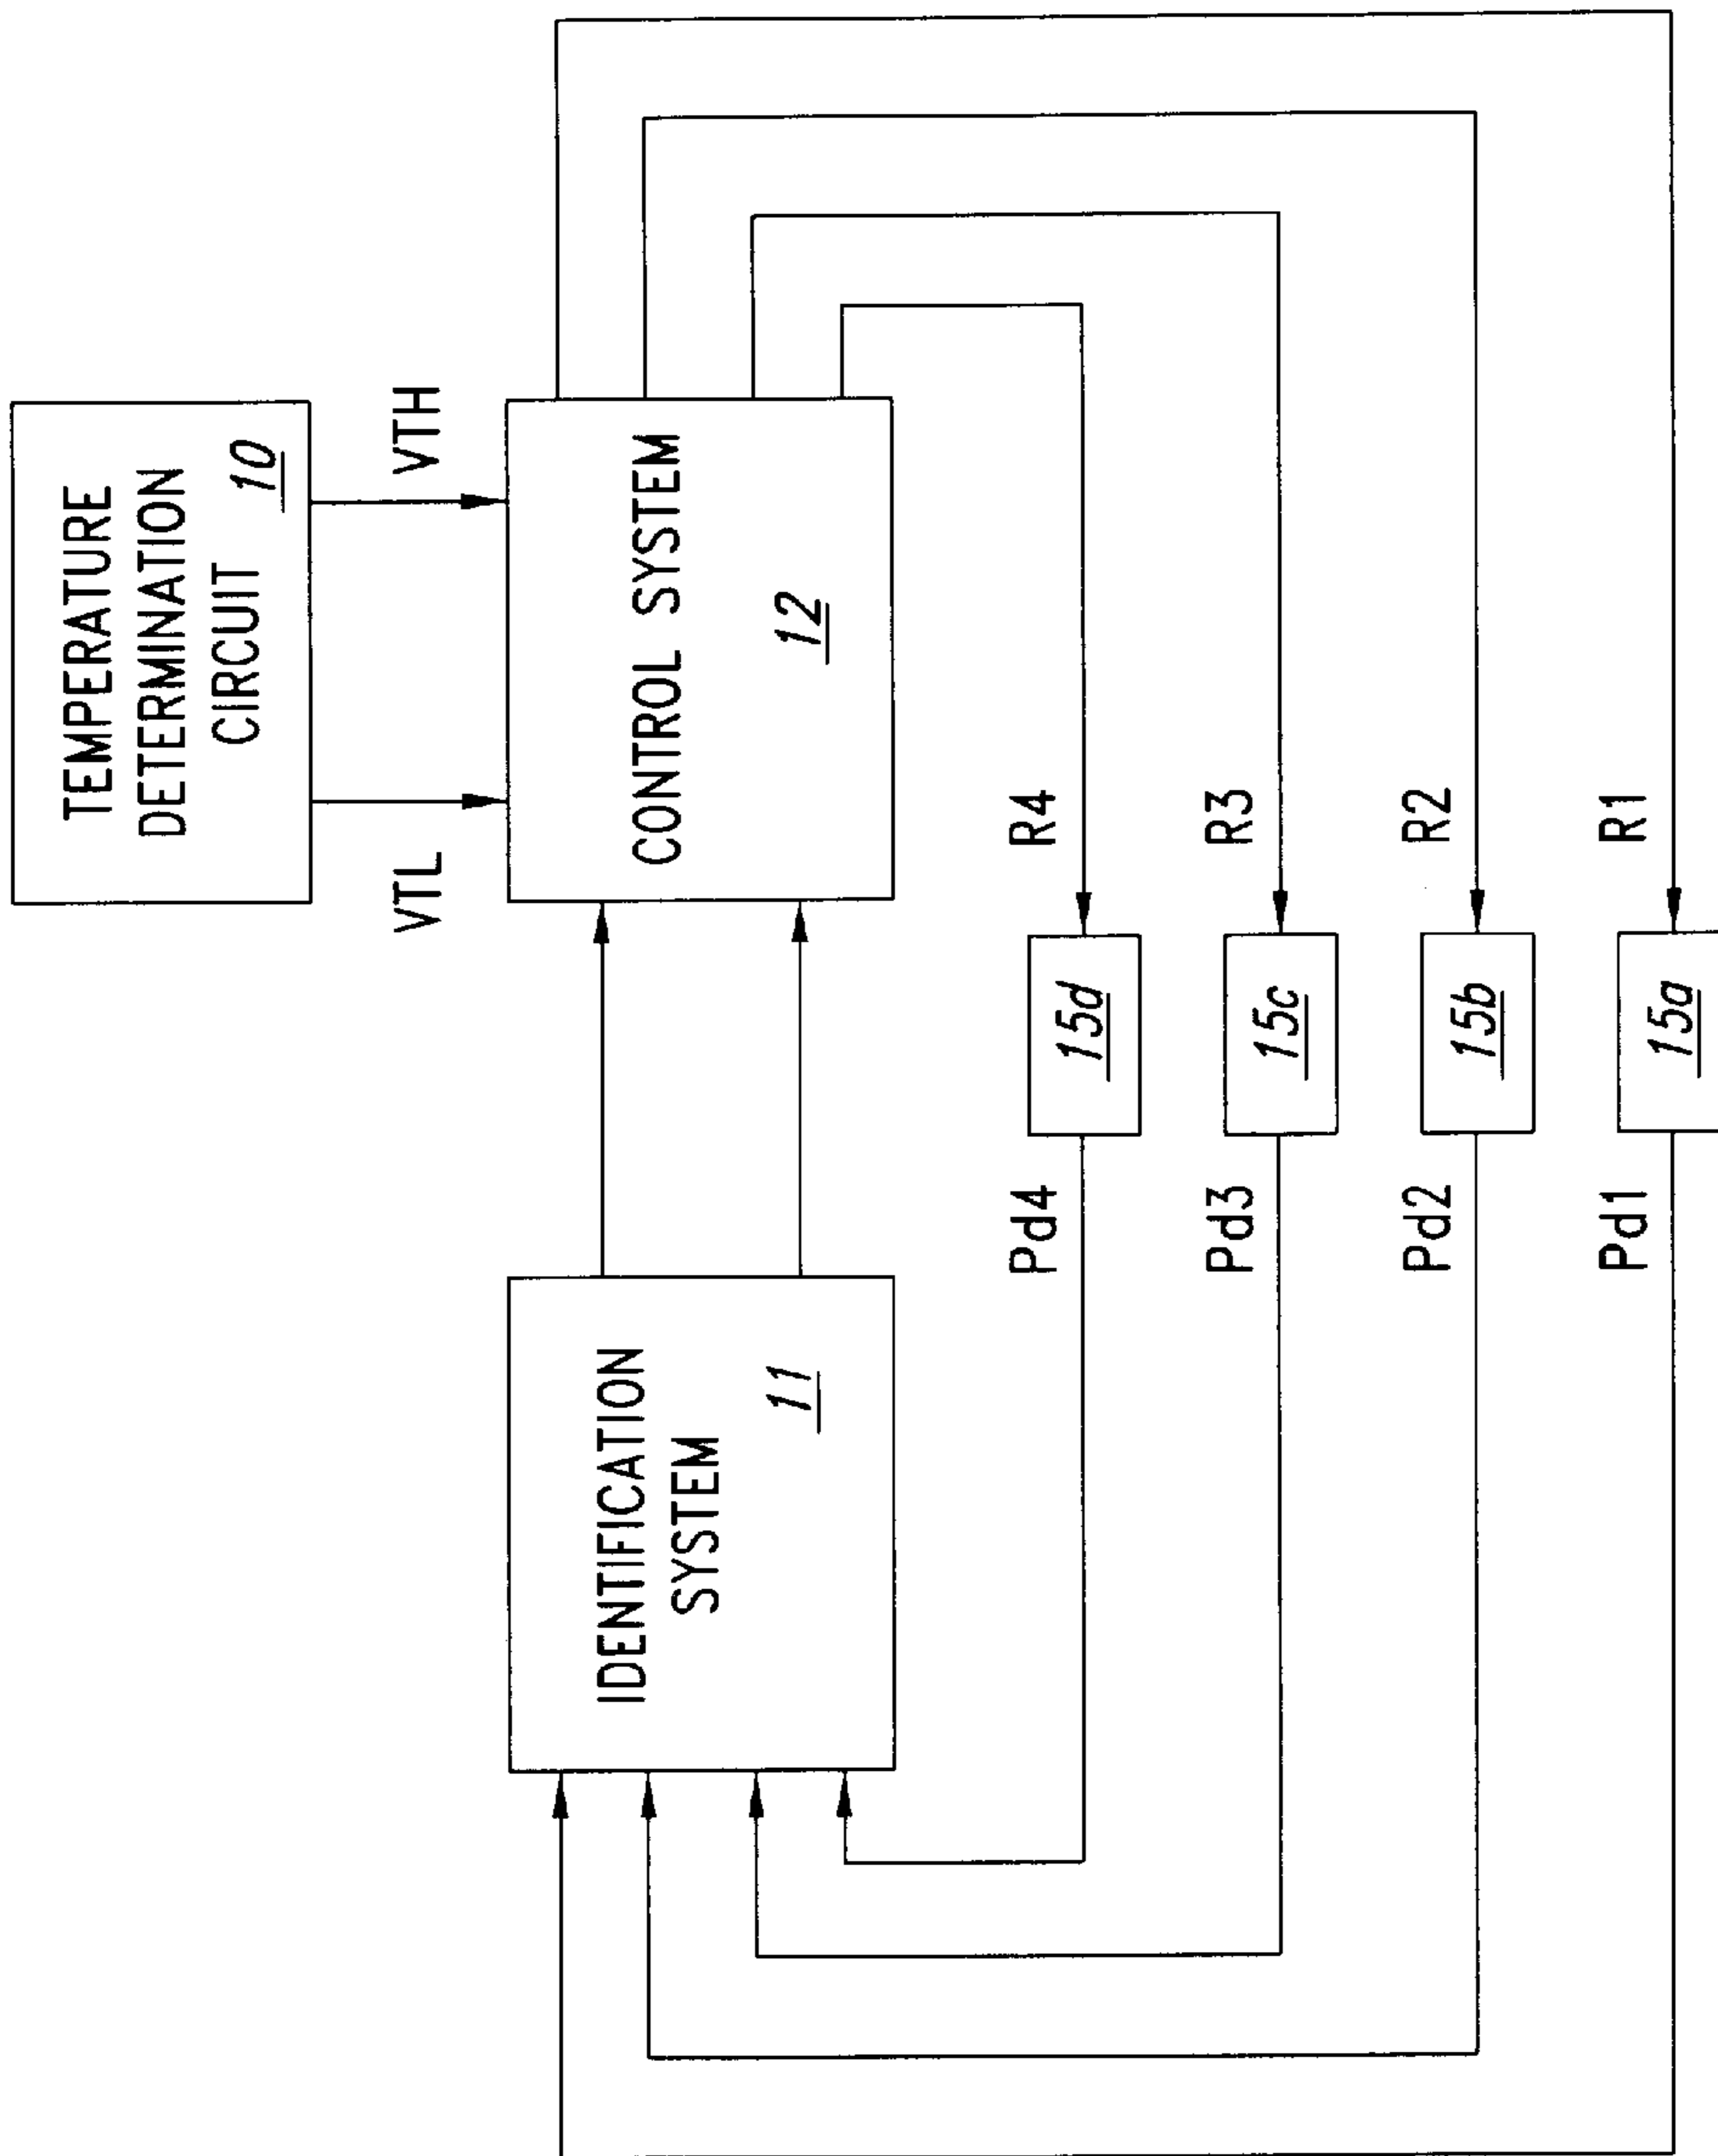 TEMPERATURE
DETERMINATION
CIRCUIT
10
VTL
VTH
IDENTIFICATION
SYSTEM
11
CONTROL SYSTEM
12
Pd4
15d
R4
Pd3
15c
R3
Pd2
15b
R2
Pd1
15a
R1